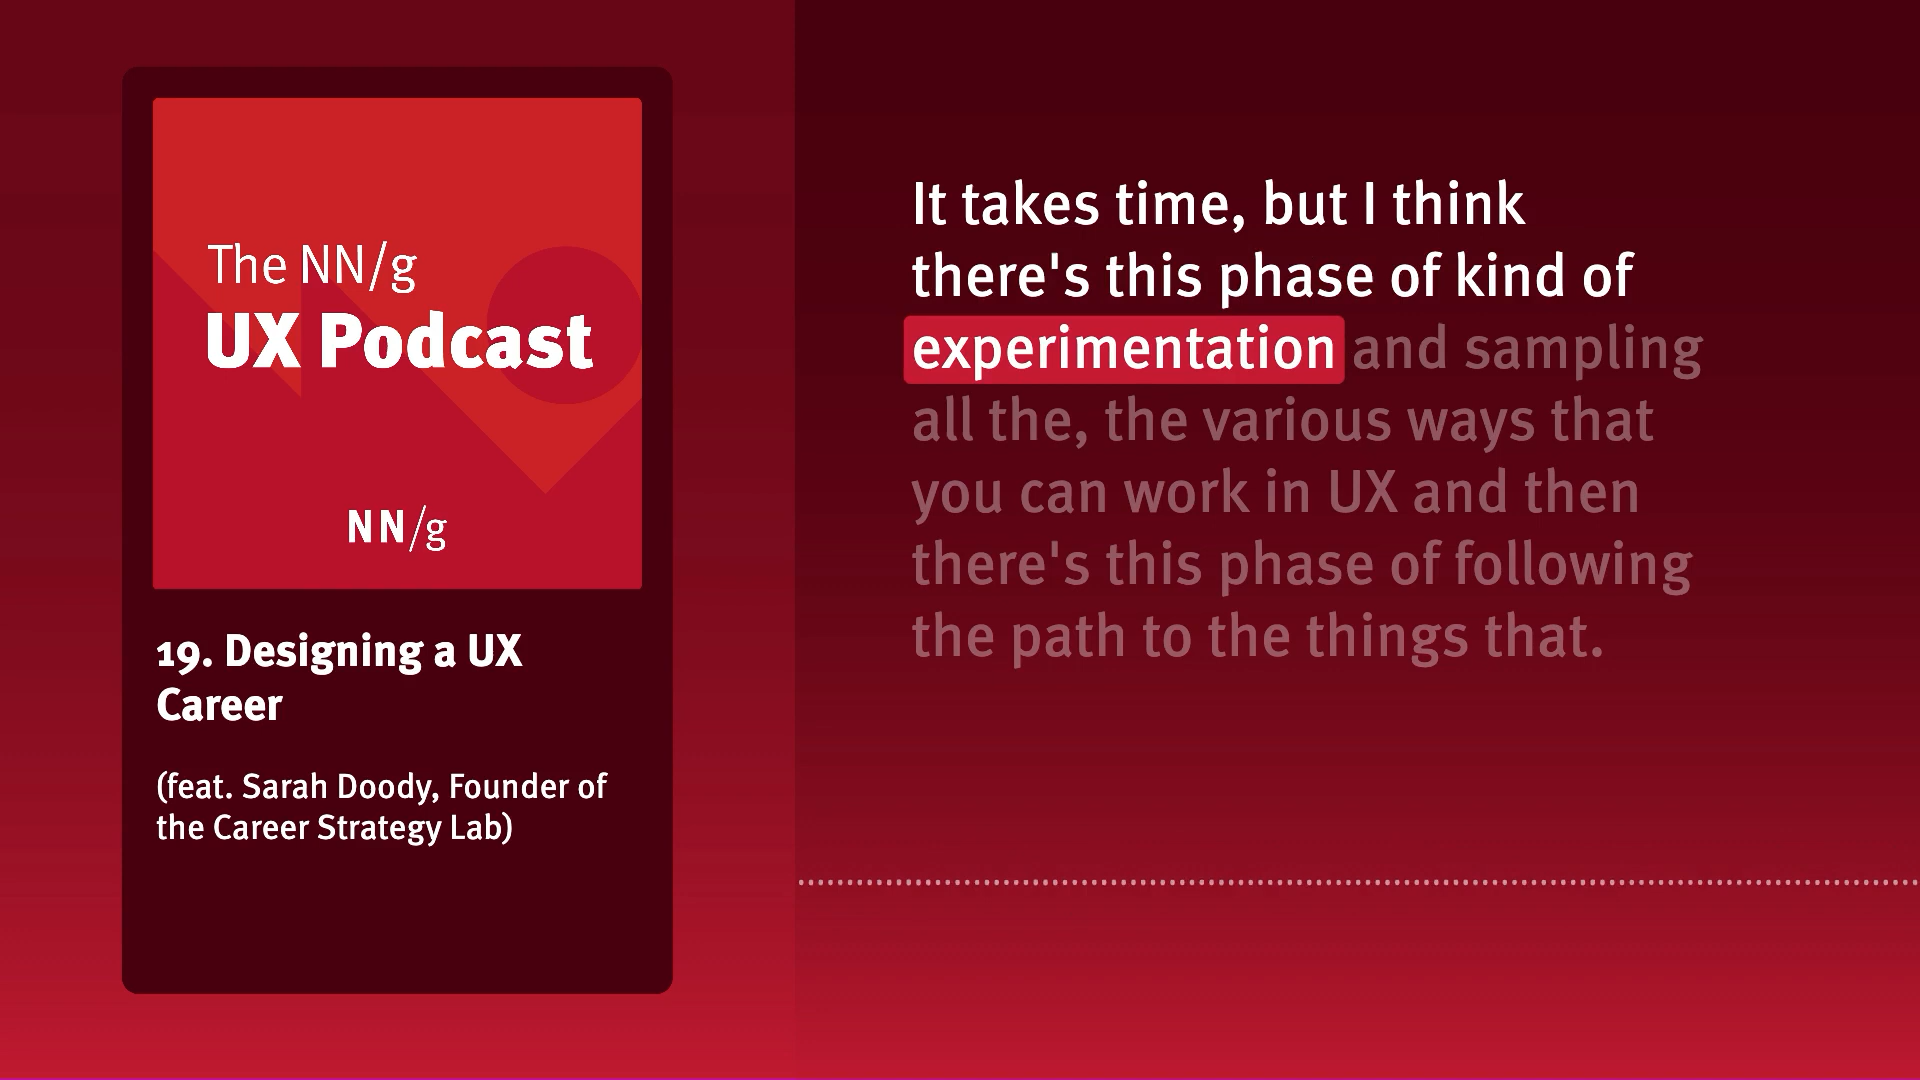 The NN/g
UX Podcast
NN/g
19. Designing a UX
Career
(feat. Sarah Doody, Founder of
the Career Strategy Lab)
It takes time, but I think
there's this phase of kind of
experimentation and sampling
all the, the various ways that
you can work in UX and then
there's this phase of following
the path to the things that.